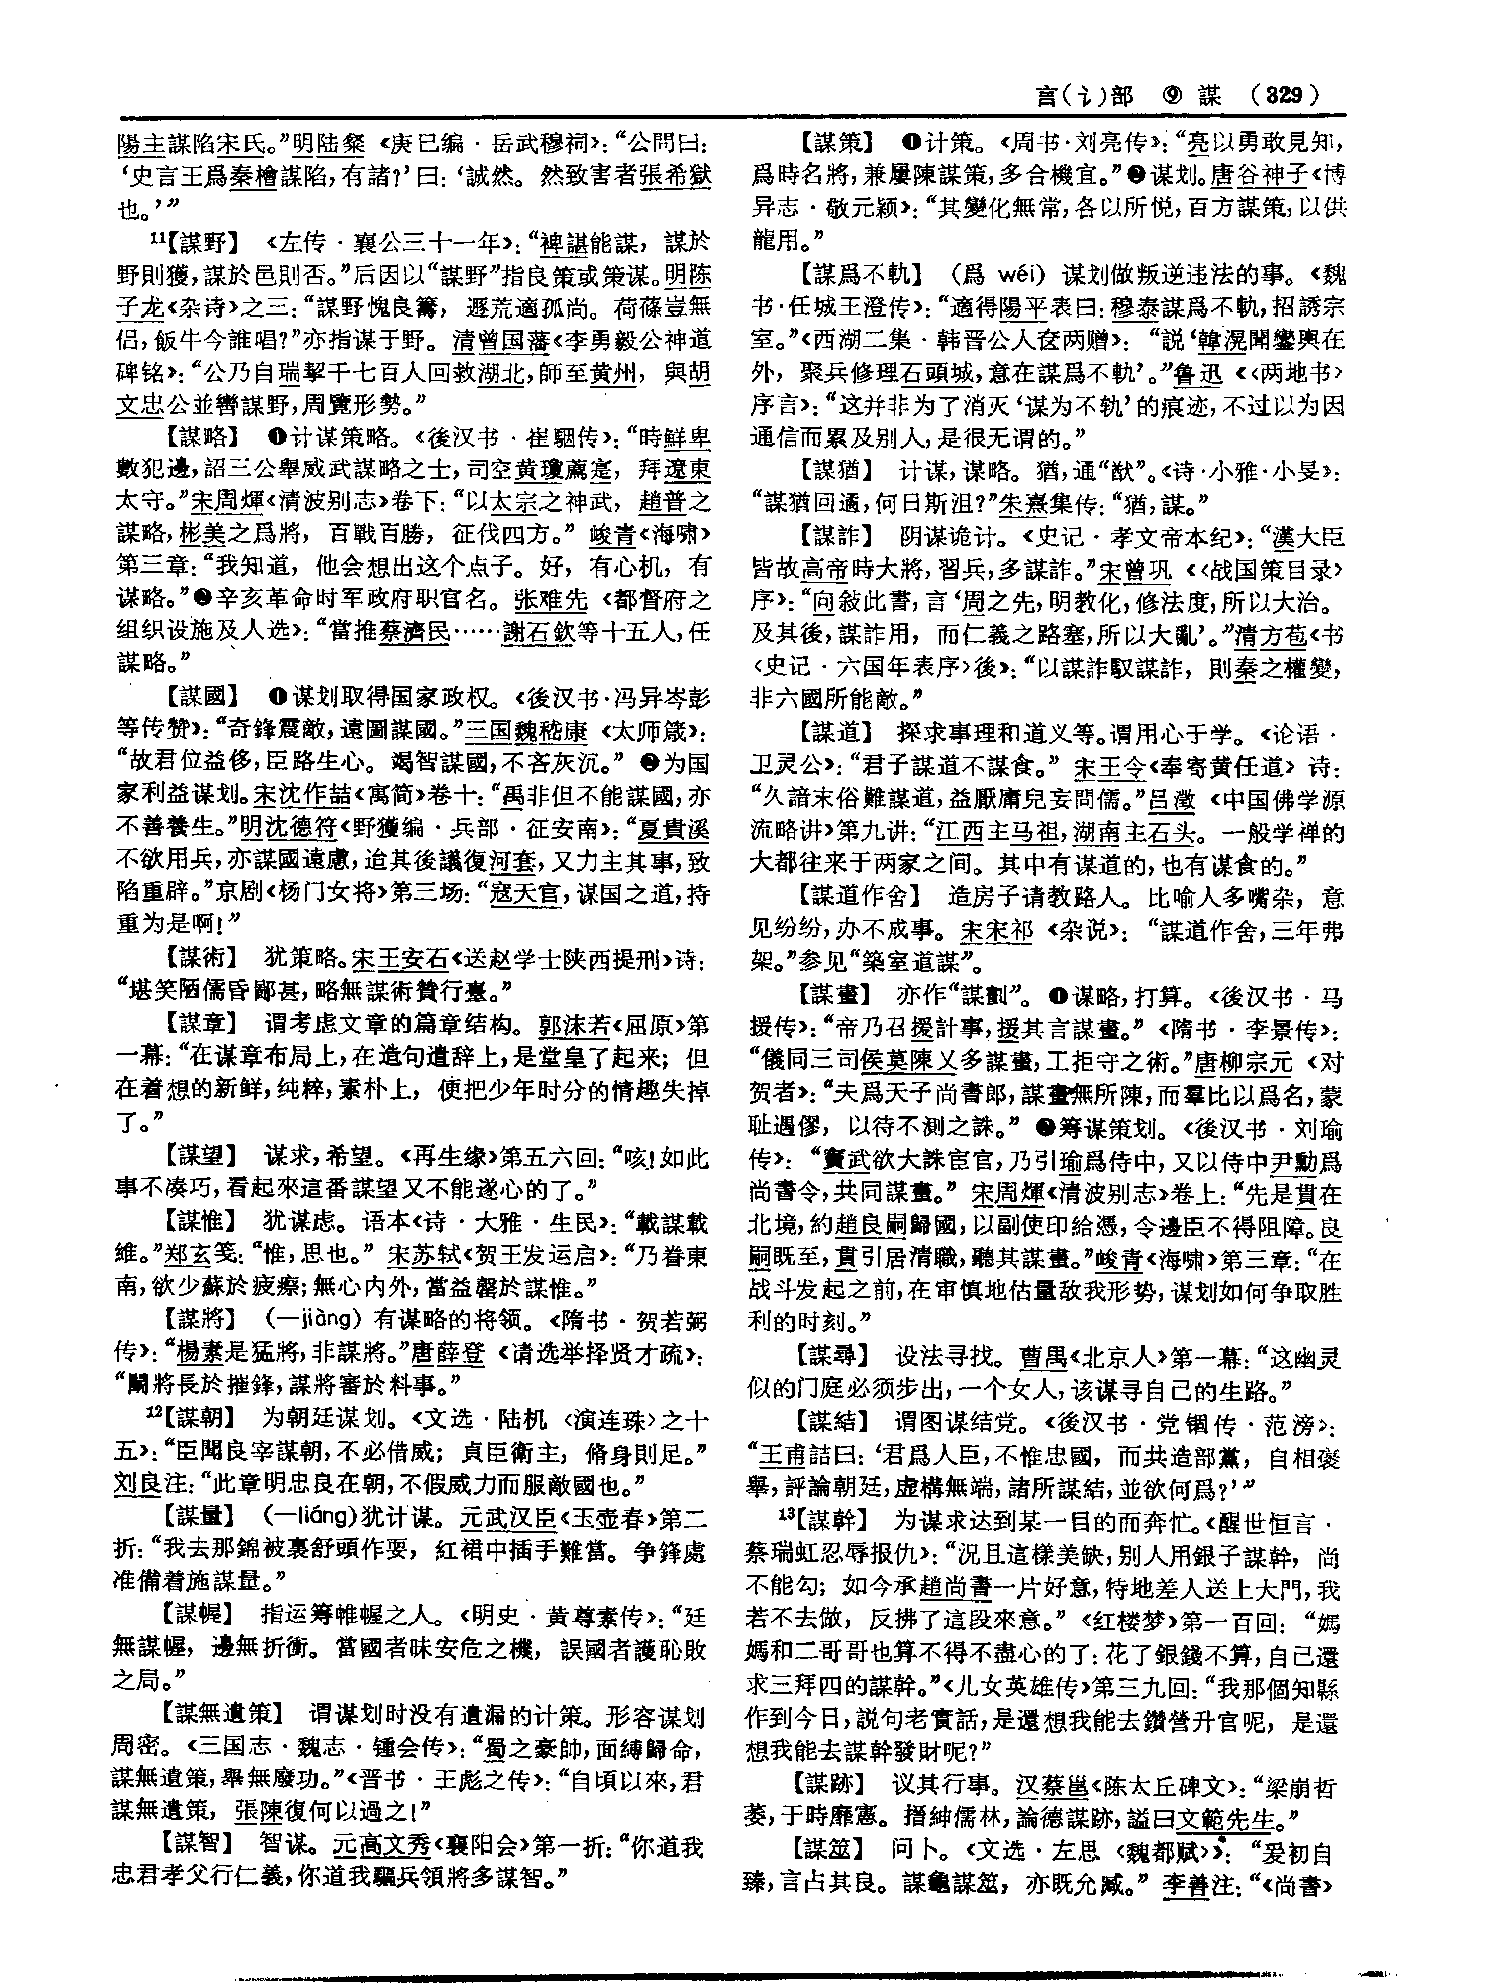 言(讠)部 ⑨ 謀 (329)
陽主謀陷宋氏。”明陆粲《庚巳编·岳武穆祠》：“公問曰：
‘史言王爲秦檜謀陷，有諸？’曰：‘誠然。然致害者張希獄
也。’”
11【謀野】 《左传·襄公三十一年》：“裨諶能謀，謀於
野則獲，謀於邑則否。”后因以“謀野”指良策或策谋。明陈
子龙《杂诗》之三：“謀野愧良籌，遯荒適孤尚。荷篠豈無
侣，飯牛今誰唱？”亦指谋于野。清曾国藩《李勇毅公神道
碑铭》：“公乃自瑞挈千七百人回救湖北，師至黄州，與胡
文忠公並轡謀野，周覽形勢。”
【謀略】 ❶计谋策略。《後汉书·崔駰传》：“時鮮卑
數犯邊，詔三公舉威武謀略之士，司空黄瓊薦寔，拜遼東
太守。”宋周煇《清波别志》卷下：“以太宗之神武，趙普之
謀略，彬美之爲將，百戰百勝，征伐四方。”峻青《海啸》
第三章：“我知道，他会想出这个点子。好，有心机，有
谋略。”❷辛亥革命时军政府职官名。张难先《都督府之
组织设施及人选》：“當推蔡濟民……謝石欽等十五人，任
謀略。”
【謀國】 ❶谋划取得国家政权。《後汉书·冯异岑彭
等传赞》：“奇鋒震敵，遠圖謀國。”三国魏嵇康《太师箴》：
“故君位益侈，臣路生心。竭智謀國，不吝灰沉。”❷为国
家利益谋划。宋沈作喆《寓简》卷十：“禹非但不能謀國，亦
不善養生。”明沈德符《野獲编·兵部·征安南》：“夏貴溪
不欲用兵，亦謀國遠慮，迨其後議復河套，又力主其事，致
陷重辟。”京剧《杨门女将》第三场：“寇天官，谋国之道，持
重为是啊！”
【謀術】 犹策略。宋王安石《送赵学士陕西提刑》诗：
“堪笑陋儒昏鄙甚，略無謀術贊行臺。”
【謀章】 谓考虑文章的篇章结构。郭沫若《屈原》第
一幕：“在谋章布局上，在造句遣辞上，是堂皇了起来；但
在着想的新鲜，纯粹，素朴上，便把少年时分的情趣失掉
了。”
【謀望】 谋求，希望。《再生缘》第五六回：“咳！如此
事不凑巧，看起來這番謀望又不能遂心的了。”
【謀惟】 犹谋虑。语本《诗·大雅·生民》：“載謀載
維。”郑玄笺：“惟，思也。”宋苏轼《贺王发运启》：“乃眷東
南，欲少蘇於疲瘵；無心内外，當益罄於謀惟。”
【謀將】 (—jiàng) 有谋略的将领。《隋书·贺若弼
传》：“楊素是猛將，非謀將。”唐薛登《请选举择贤才疏》：
“鬭將長於摧鋒，謀將審於料事。”
12【謀朝】 为朝廷谋划。《文选·陆机〈演连珠〉之十
五》：“臣聞良宰謀朝，不必借威；貞臣衛主，脩身則足。”
刘良注：“此章明忠良在朝，不假威力而服敵國也。”
【謀量】 (—liáng)犹计谋。元武汉臣《玉壶春》第二
折：“我去那錦被裏舒頭作耍，紅裙中插手難當。争鋒處
准備着施謀量。”
【謀幄】 指运筹帷幄之人。《明史·黄尊素传》：“廷
無謀幄，邊無折衝。當國者昧安危之機，誤國者護恥敗
之局。”
【謀無遺策】 谓谋划时没有遗漏的计策。形容谋划
周密。《三国志·魏志·锺会传》：“蜀之豪帥，面縛歸命，
謀無遺策，舉無廢功。”《晋书·王彪之传》：“自頃以來，君
謀無遺策，張陳復何以過之！”
【謀智】 智谋。元高文秀《襄阳会》第一折：“你道我
忠君孝父行仁義，你道我驅兵領將多謀智。”
【謀策】 ❶计策。《周书·刘亮传》：“亮以勇敢見知，
爲時名將，兼屢陳謀策，多合機宜。”❷谋划。唐谷神子《博
异志·敬元颖》：“其變化無常，各以所悦，百方謀策，以供
龍用。”
【謀爲不軌】 (爲 wéi) 谋划做叛逆违法的事。《魏
书·任城王澄传》：“適得陽平表曰：穆泰謀爲不軌，招誘宗
室。”《西湖二集·韩晋公人奁两赠》：“説‘韓滉聞鑾輿在
外，聚兵修理石頭城，意在謀爲不軌’。”鲁迅《〈两地书〉
序言》：“这并非为了消灭‘谋为不轨’的痕迹，不过以为因
通信而累及别人，是很无谓的。”
【謀猶】 计谋，谋略。猶，通“猷”。《诗·小雅·小旻》：
“謀猶回遹，何日斯沮？”朱熹集传：“猶，謀。”
【謀詐】 阴谋诡计。《史记·孝文帝本纪》：“漢大臣
皆故高帝時大將，習兵，多謀詐。”宋曾巩《〈战国策目录〉
序》：“向敍此書，言‘周之先，明教化，修法度，所以大治。
及其後，謀詐用，而仁義之路塞，所以大亂’。”清方苞《书
〈史记·六国年表序〉後》：“以謀詐馭謀詐，則秦之權變，
非六國所能敵。”
【謀道】 探求事理和道义等。谓用心于学。《论语·
卫灵公》：“君子謀道不謀食。”宋王令《奉寄黄任道》诗：
“久諳末俗難謀道，益厭庸兒妄問儒。”吕澂《中国佛学源
流略讲》第九讲：“江西主马祖，湖南主石头。一般学禅的
大都往来于两家之间。其中有谋道的，也有谋食的。”
【謀道作舍】 造房子请教路人。比喻人多嘴杂，意
见纷纷，办不成事。宋宋祁《杂说》：“謀道作舍，三年弗
架。”参见“築室道謀”。
【謀畫】 亦作“謀劃”。❶谋略，打算。《後汉书·马
援传》：“帝乃召援計事，援具言謀畫。”《隋书·李景传》：
“儀同三司侯莫陳乂多謀畫，工拒守之術。”唐柳宗元《对
贺者》：“夫爲天子尚書郎，謀畫無所陳，而羣比以爲名，蒙
耻遇僇，以待不測之誅。”❷筹谋策划。《後汉书·刘瑜
传》：“竇武欲大誅宦官，乃引瑜爲侍中，又以侍中尹勳爲
尚書令，共同謀畫。”宋周煇《清波别志》卷上：“先是貫在
北境，約趙良嗣歸國，以副使印給憑，令邊臣不得阻障。良
嗣既至，貫引居清職，聽其謀畫。”峻青《海啸》第三章：“在
战斗发起之前，在审慎地估量敌我形势，谋划如何争取胜
利的时刻。”
【謀尋】 设法寻找。曹禺《北京人》第一幕：“这幽灵
似的门庭必须步出，一个女人，该谋寻自己的生路。”
【謀結】 谓图谋结党。《後汉书·党锢传·范滂》：
“王甫詰曰：‘君爲人臣，不惟忠國，而共造部黨，自相褒
舉，評論朝廷，虚構無端，諸所謀結，並欲何爲？’”
13【謀幹】 为谋求达到某一目的而奔忙。《醒世恒言·
蔡瑞虹忍辱报仇》：“況且這樣美缺，别人用銀子謀幹，尚
不能勾；如今承趙尚書一片好意，特地差人送上大門，我
若不去做，反拂了這段來意。”《红楼梦》第一百回：“媽
媽和二哥哥也算不得不盡心的了：花了銀錢不算，自己還
求三拜四的謀幹。”《儿女英雄传》第三九回：“我那個知縣
作到今日，説句老實話，是還想我能去鑽營升官呢，是還
想我能去謀幹發財呢？”
【謀跡】 议其行事。汉蔡邕《陈太丘碑文》：“梁崩哲
萎，于時靡憲。搢紳儒林，論德謀跡，謚曰文範先生。”
【謀筮】 问卜。《文选·左思〈魏都赋〉》：“爰初自
臻，言占其良。謀龜謀筮，亦既允臧。”李善注：“《尚書》